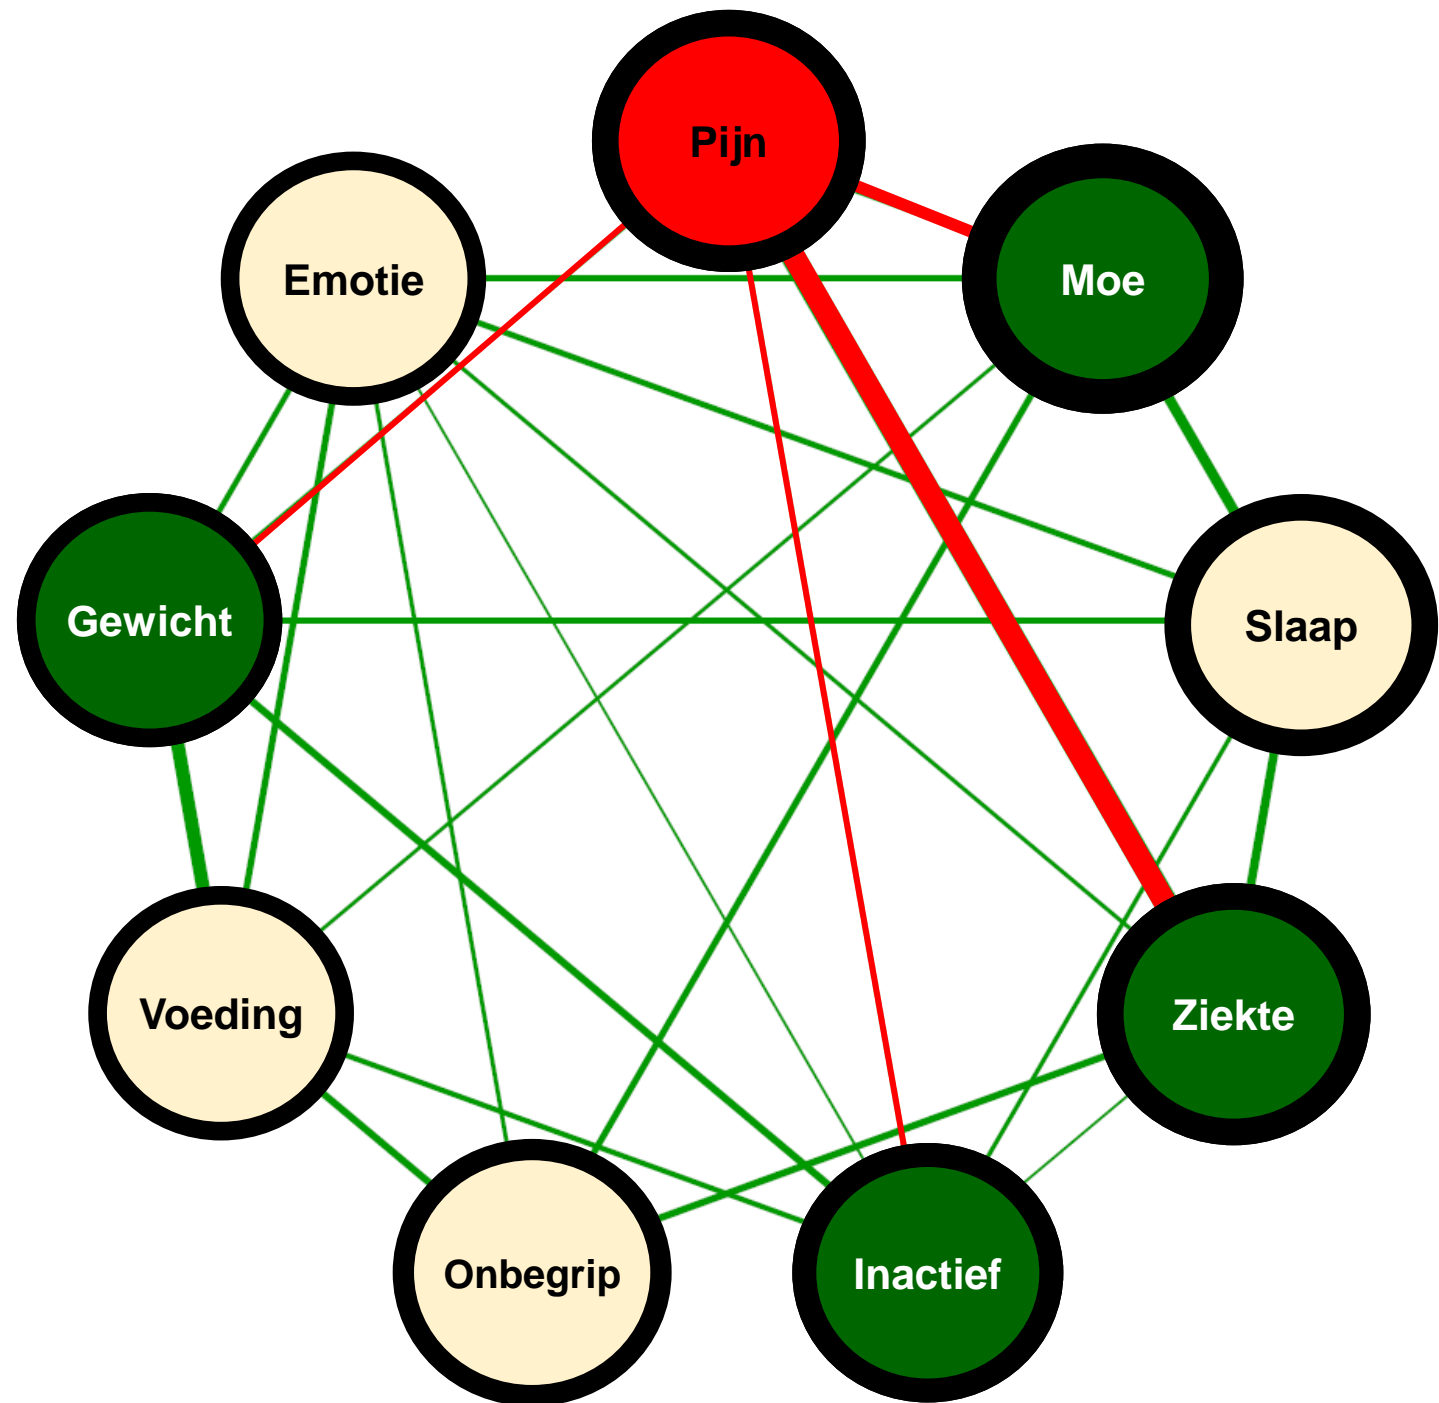 Pijn
Emotie
Moe
Gewicht
Slaap
Voeding
Ziekte
Onbegrip
Inactief